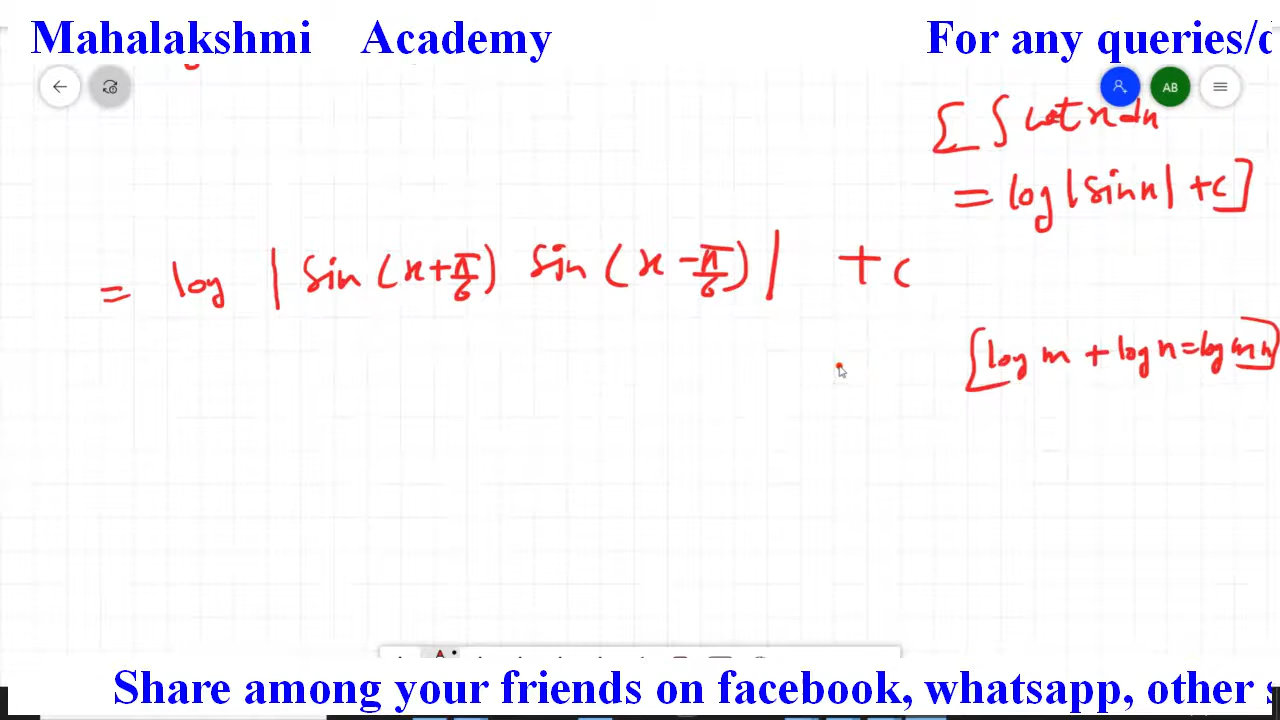 Mahalakshmi Academy
For any queries/d
AB
[ ∫ cot x dx
= log |sin x| + c ]
= log | sin (x + π/6) sin (x - π/6) | + c
[log m + log n = log mn]
Share among your friends on facebook, whatsapp, other s